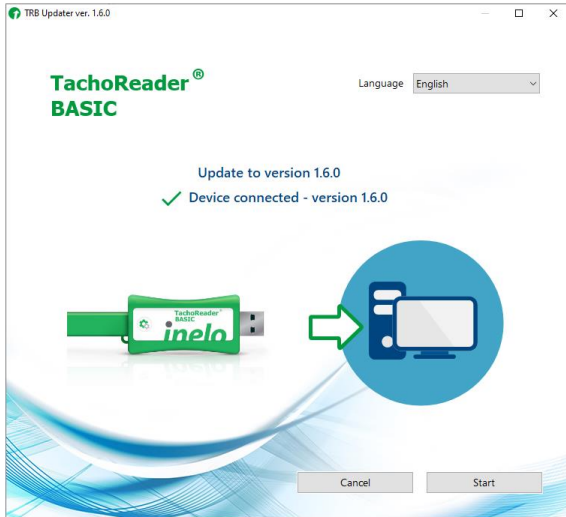 TRB Updater ver. 1.6.0
TachoReader®
BASIC
Language English
Update to version 1.6.0
Device connected - version 1.6.0
TachoReader®
BASIC
inelo
Cancel Start